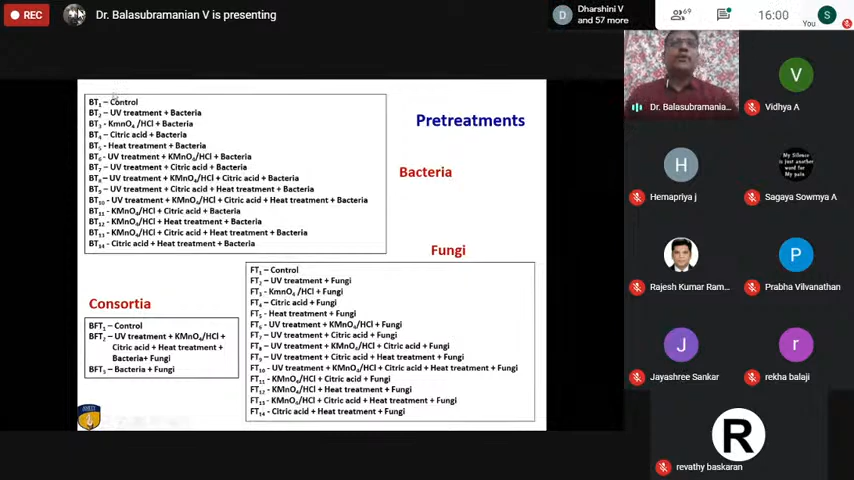 REC
Dr. Balasubramanian V is presenting
Dharshini V
D
and 57 more
69
16:00
You
S
Pretreatments
Bacteria
BT1 – Control
BT2 – UV treatment + Bacteria
BT3 - KmnO4 /HCl + Bacteria
BT4 – Citric acid + Bacteria
BT5 - Heat treatment + Bacteria
BT6 - UV treatment + KMnO4/HCl + Bacteria
BT7 – UV treatment + Citric acid + Bacteria
BT8 – UV treatment + KMnO4/HCl + Citric acid + Bacteria
BT9 – UV treatment + Citric acid + Heat treatment + Bacteria
BT10 - UV treatment + KMnO4/HCl + Citric acid + Heat treatment + Bacteria
BT11 - KMnO4/HCl + Citric acid + Bacteria
BT12 - KMnO4/HCl + Heat treatment + Bacteria
BT13 - KMnO4/HCl + Citric acid + Heat treatment + Bacteria
BT14 - Citric acid + Heat treatment + Bacteria
Fungi
FT1 – Control
FT2 – UV treatment + Fungi
FT3 - KmnO4 /HCl + Fungi
FT4 – Citric acid + Fungi
FT5 - Heat treatment + Fungi
FT6 - UV treatment + KMnO4/HCl + Fungi
FT7 – UV treatment + Citric acid + Fungi
FT8 – UV treatment + KMnO4/HCl + Citric acid + Fungi
FT9 – UV treatment + Citric acid + Heat treatment + Fungi
FT10 - UV treatment + KMnO4/HCl + Citric acid + Heat treatment + Fungi
FT11 - KMnO4/HCl + Citric acid + Fungi
FT12 - KMnO4/HCl + Heat treatment + Fungi
FT13 - KMnO4/HCl + Citric acid + Heat treatment + Fungi
FT14 - Citric acid + Heat treatment + Fungi
Consortia
BFT1 – Control
BFT2 – UV treatment + KMnO4/HCl +
Citric acid + Heat treatment +
Bacteria+ Fungi
BFT3 – Bacteria + Fungi
Dr. Balasubramania...
V
Vidhya A
H
Hemapriya j
My Silence
is just another
word for
My pain
Sagaya Sowmya A
Rajesh Kumar Ram...
P
Prabha Vilvanathan
J
Jayashree Sankar
r
rekha balaji
R
revathy baskaran